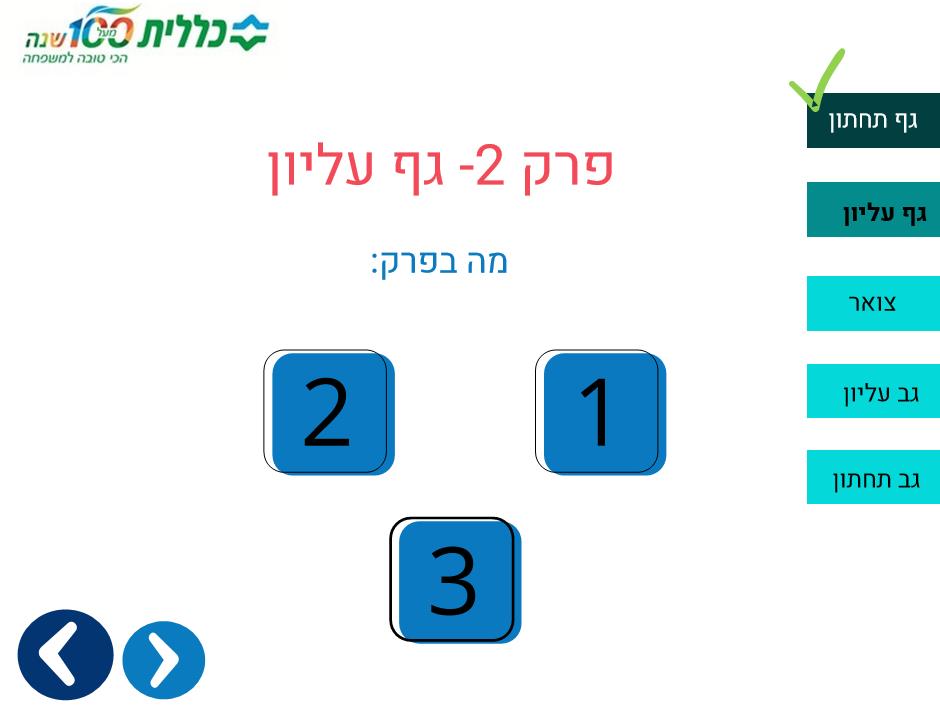 כללית מעל 100 שנה
הכי טובה למשפחה
גף תחתון
פרק 2- גף עליון
גף עליון
מה בפרק:
צואר
1
2
גב עליון
גב תחתון
3